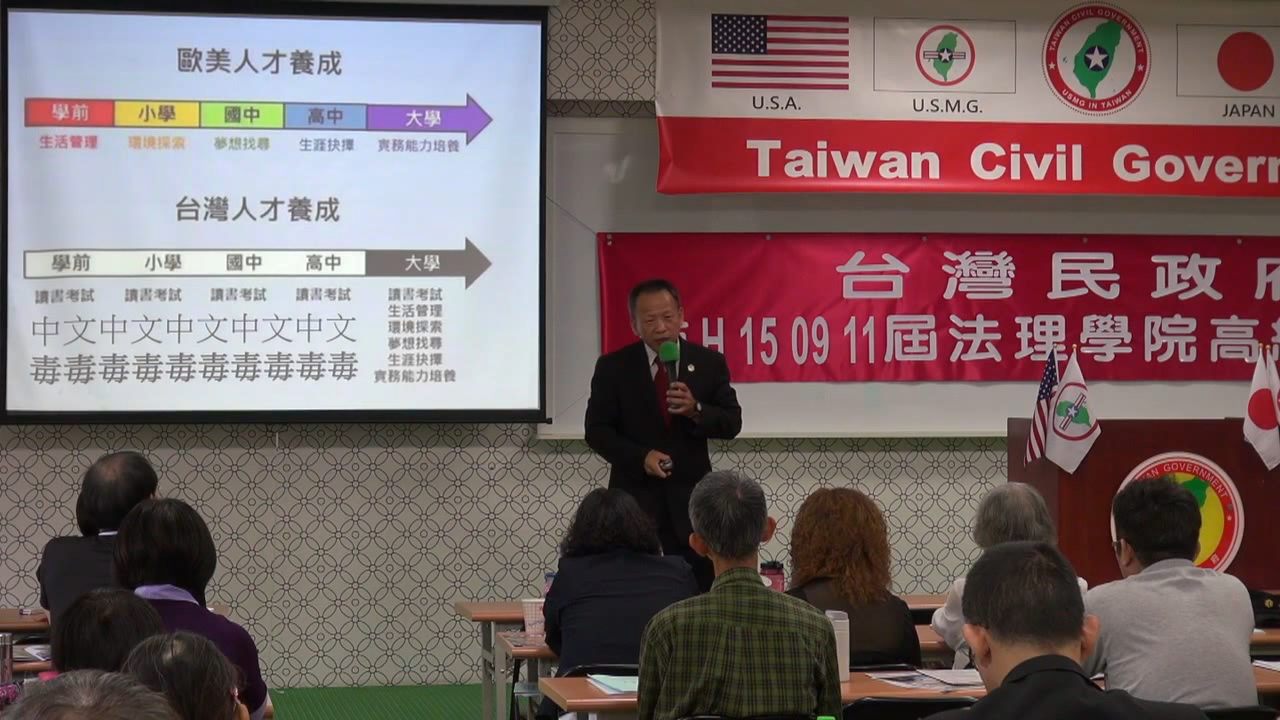 歐美人才養成
學前 小學 國中 高中 大學
生活管理 環境探索 夢想找尋 生涯抉擇 實務能力培養
台灣人才養成
學前 小學 國中 高中 大學
讀書考試 讀書考試 讀書考試 讀書考試 讀書考試
生活管理
環境探索
夢想找尋
生涯抉擇
實務能力培養
中文中文中文中文中文
毒毒毒毒毒毒毒毒毒毒
U.S.A. U.S.M.G. JAPAN
TAIWAN CIVIL GOVERNMENT
USMG IN TAIWAN
Taiwan Civil Govern
台灣民政府
H 15 09 11屆法理學院高
GOVERNMENT